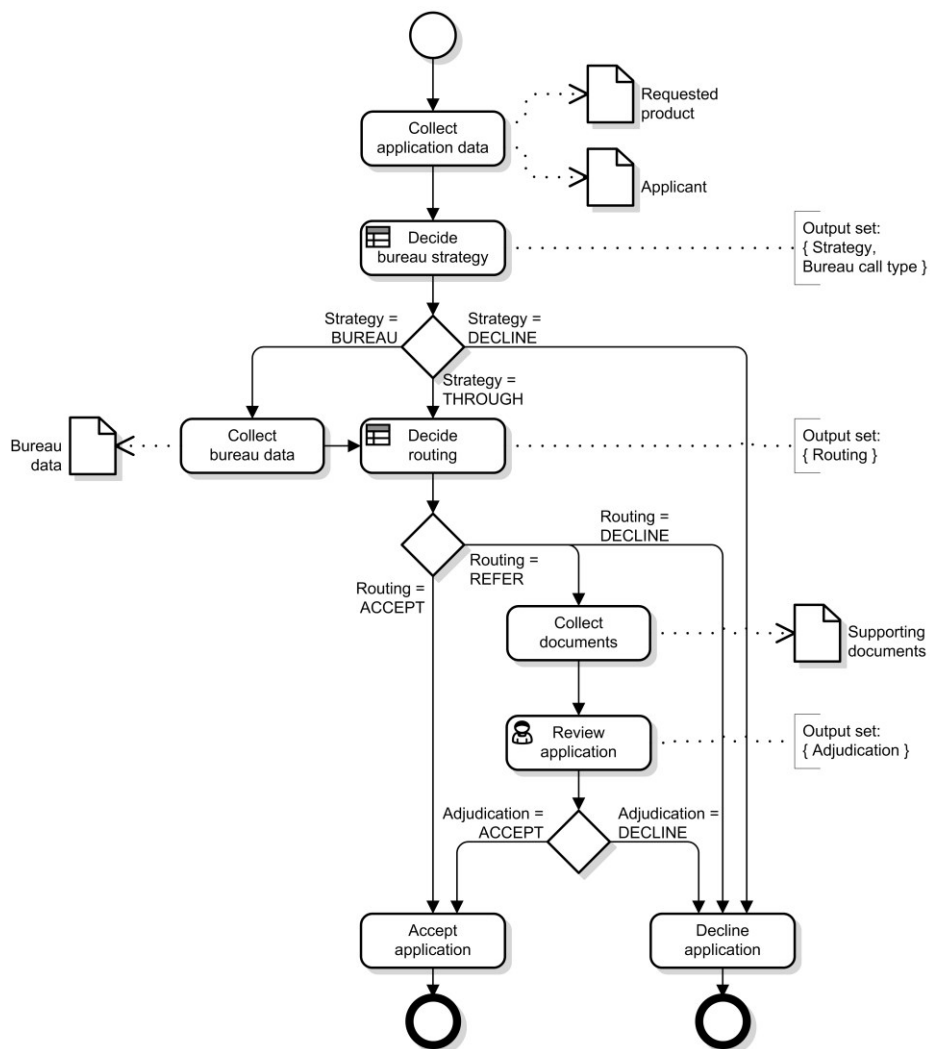 Requested
product
Collect
application data
Applicant
Decide
bureau strategy
Output set:
{ Strategy,
Bureau call type }
Strategy =
BUREAU
Strategy =
DECLINE
Strategy =
THROUGH
Bureau
data
Collect
bureau data
Decide
routing
Output set:
{ Routing }
Routing =
DECLINE
Routing =
REFER
Routing =
ACCEPT
Collect
documents
Supporting
documents
Review
application
Output set:
{ Adjudication }
Adjudication =
ACCEPT
Adjudication =
DECLINE
Accept
application
Decline
application